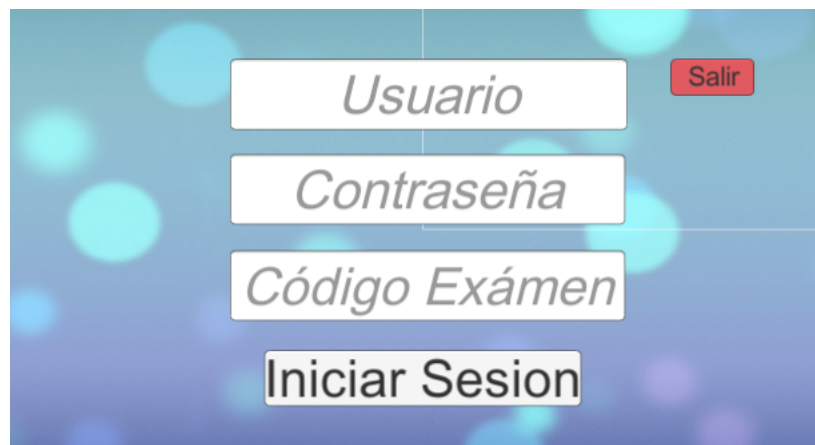 Usuario
Salir
Contraseña
Código Exámen
Iniciar Sesion